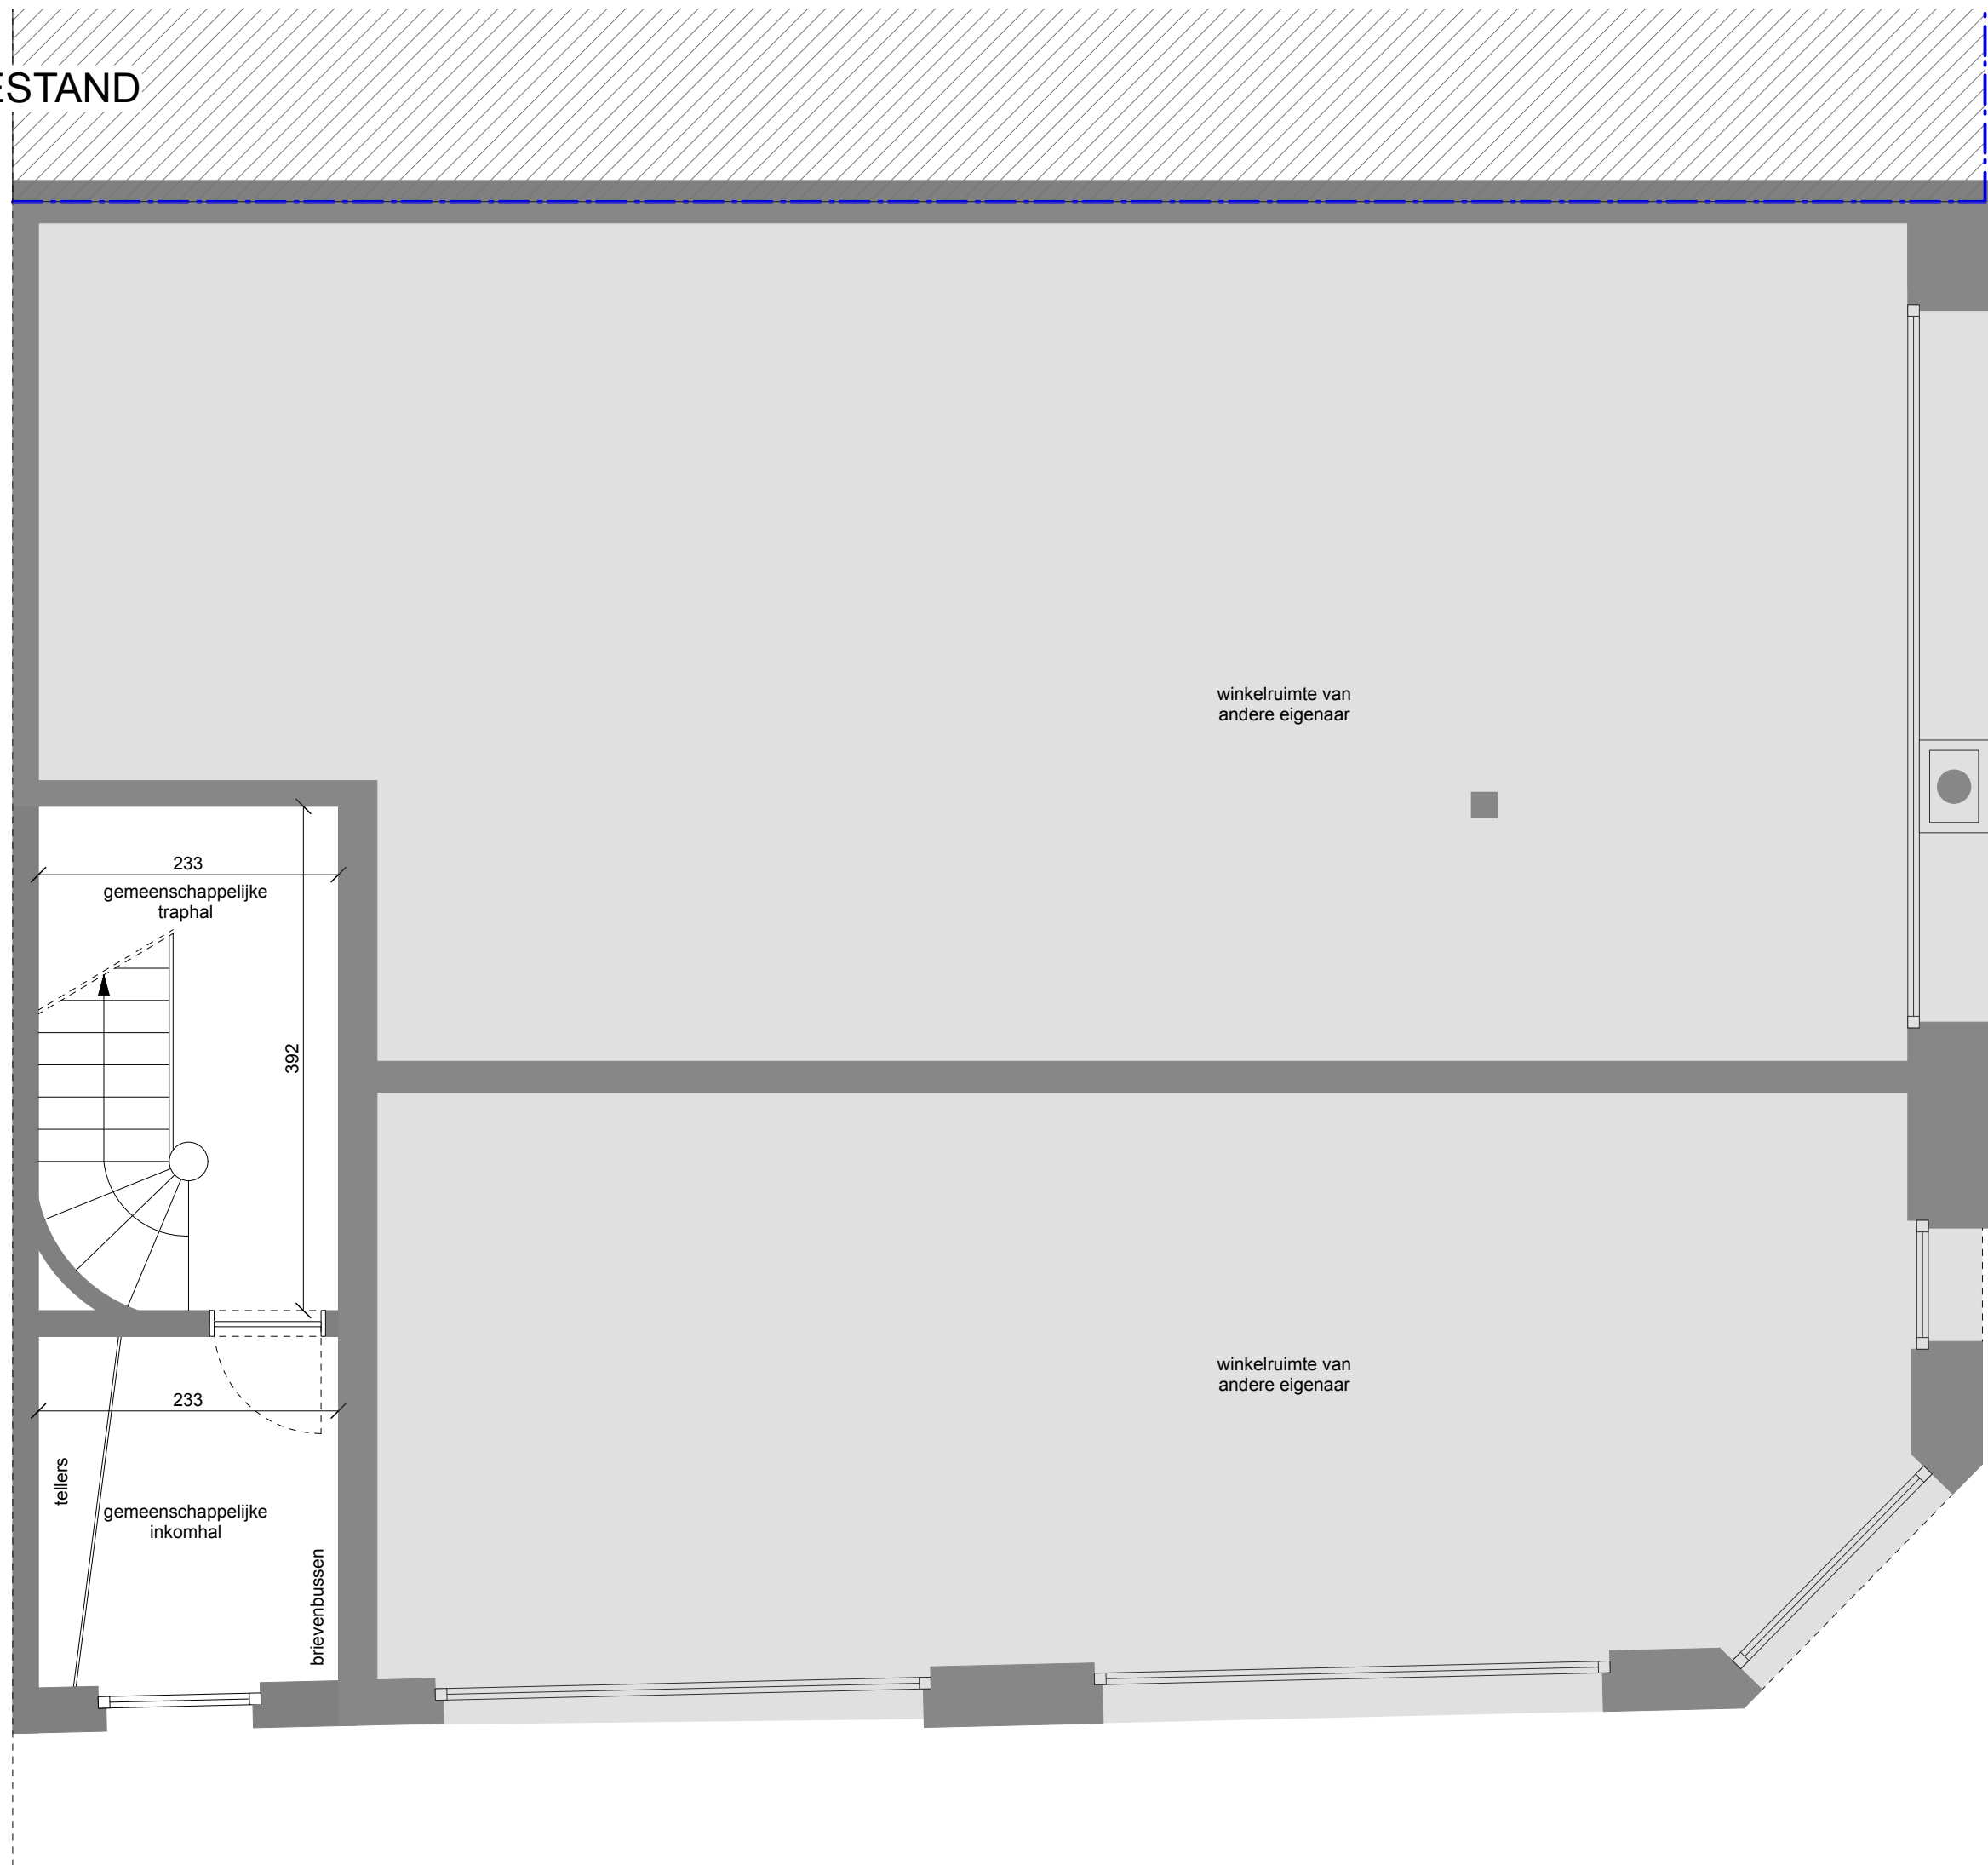 ESTAND
winkelruimte van
andere eigenaar
233
gemeenschappelijke
traphal
392
winkelruimte van
andere eigenaar
233
tellers
gemeenschappelijke
inkomhal
brievenbussen